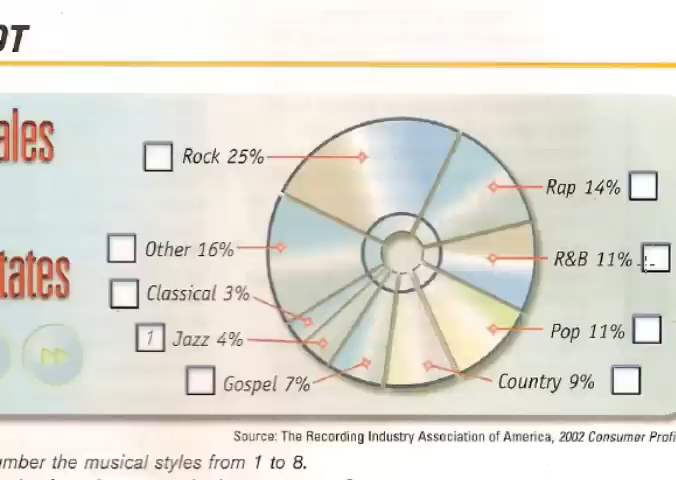 OT
ales
Rock 25%
Rap 14%
Other 16%
R&B 11%
tates
Classical 3%
1 Jazz 4%
Pop 11%
Gospel 7%
Country 9%
Source: The Recording Industry Association of America, 2002 Consumer Profi
umber the musical styles from 1 to 8.